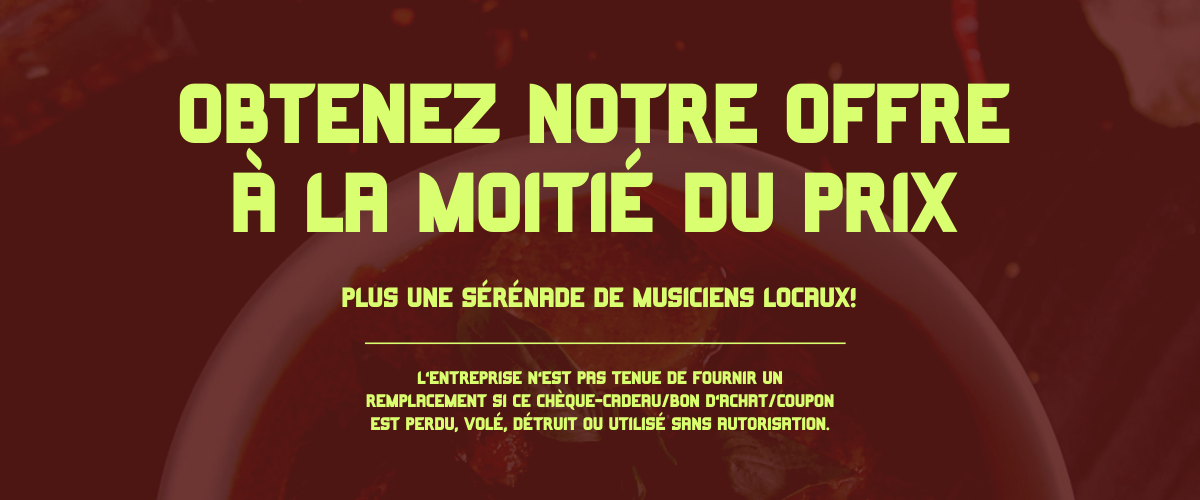 OBTENEZ NOTRE OFFRE
À LA MOITIÉ DU PRIX
PLUS UNE SÉRÉNADE DE MUSICIENS LOCAUX!
L'ENTREPRISE N'EST PAS TENUE DE FOURNIR UN
REMPLACEMENT SI CE CHÈQUE-CADEAU/BON D'ACHAT/COUPON
EST PERDU, VOLÉ, DÉTRUIT OU UTILISÉ SANS AUTORISATION.